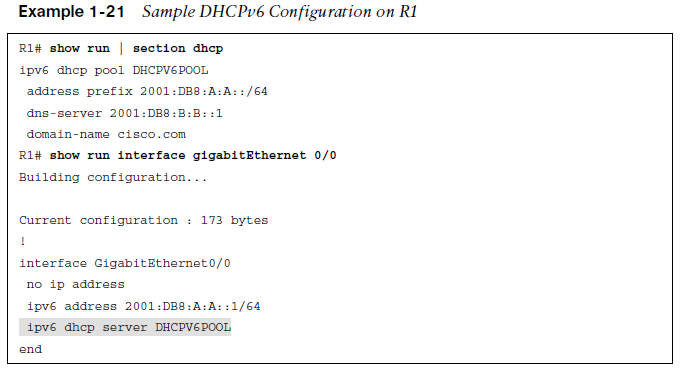 Example 1-21 Sample DHCPv6 Configuration on R1
R1# show run | section dhcp
ipv6 dhcp pool DHCPV6POOL
address prefix 2001:DB8:A:A::/64
dns-server 2001:DB8:B:B::1
domain-name cisco.com
R1# show run interface gigabitEthernet 0/0
Building configuration...
Current configuration : 173 bytes
!
interface GigabitEthernet0/0
no ip address
ipv6 address 2001:DB8:A:A::1/64
ipv6 dhcp server DHCPV6POOL
end